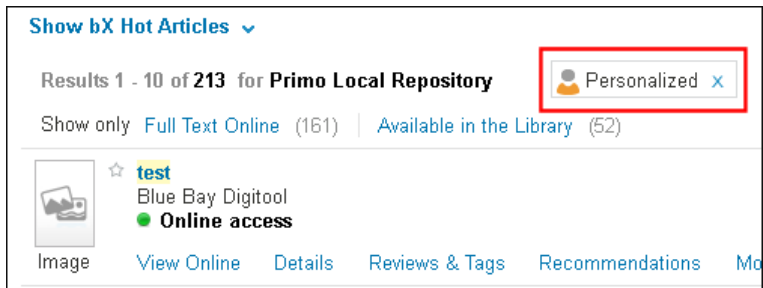 Show bX Hot Articles
Results 1 - 10 of 213 for Primo Local Repository Personalized x
Show only Full Text Online (161) Available in the Library (52)
test
Blue Bay Digitool
Online access
Image View Online Details Reviews & Tags Recommendations Mo